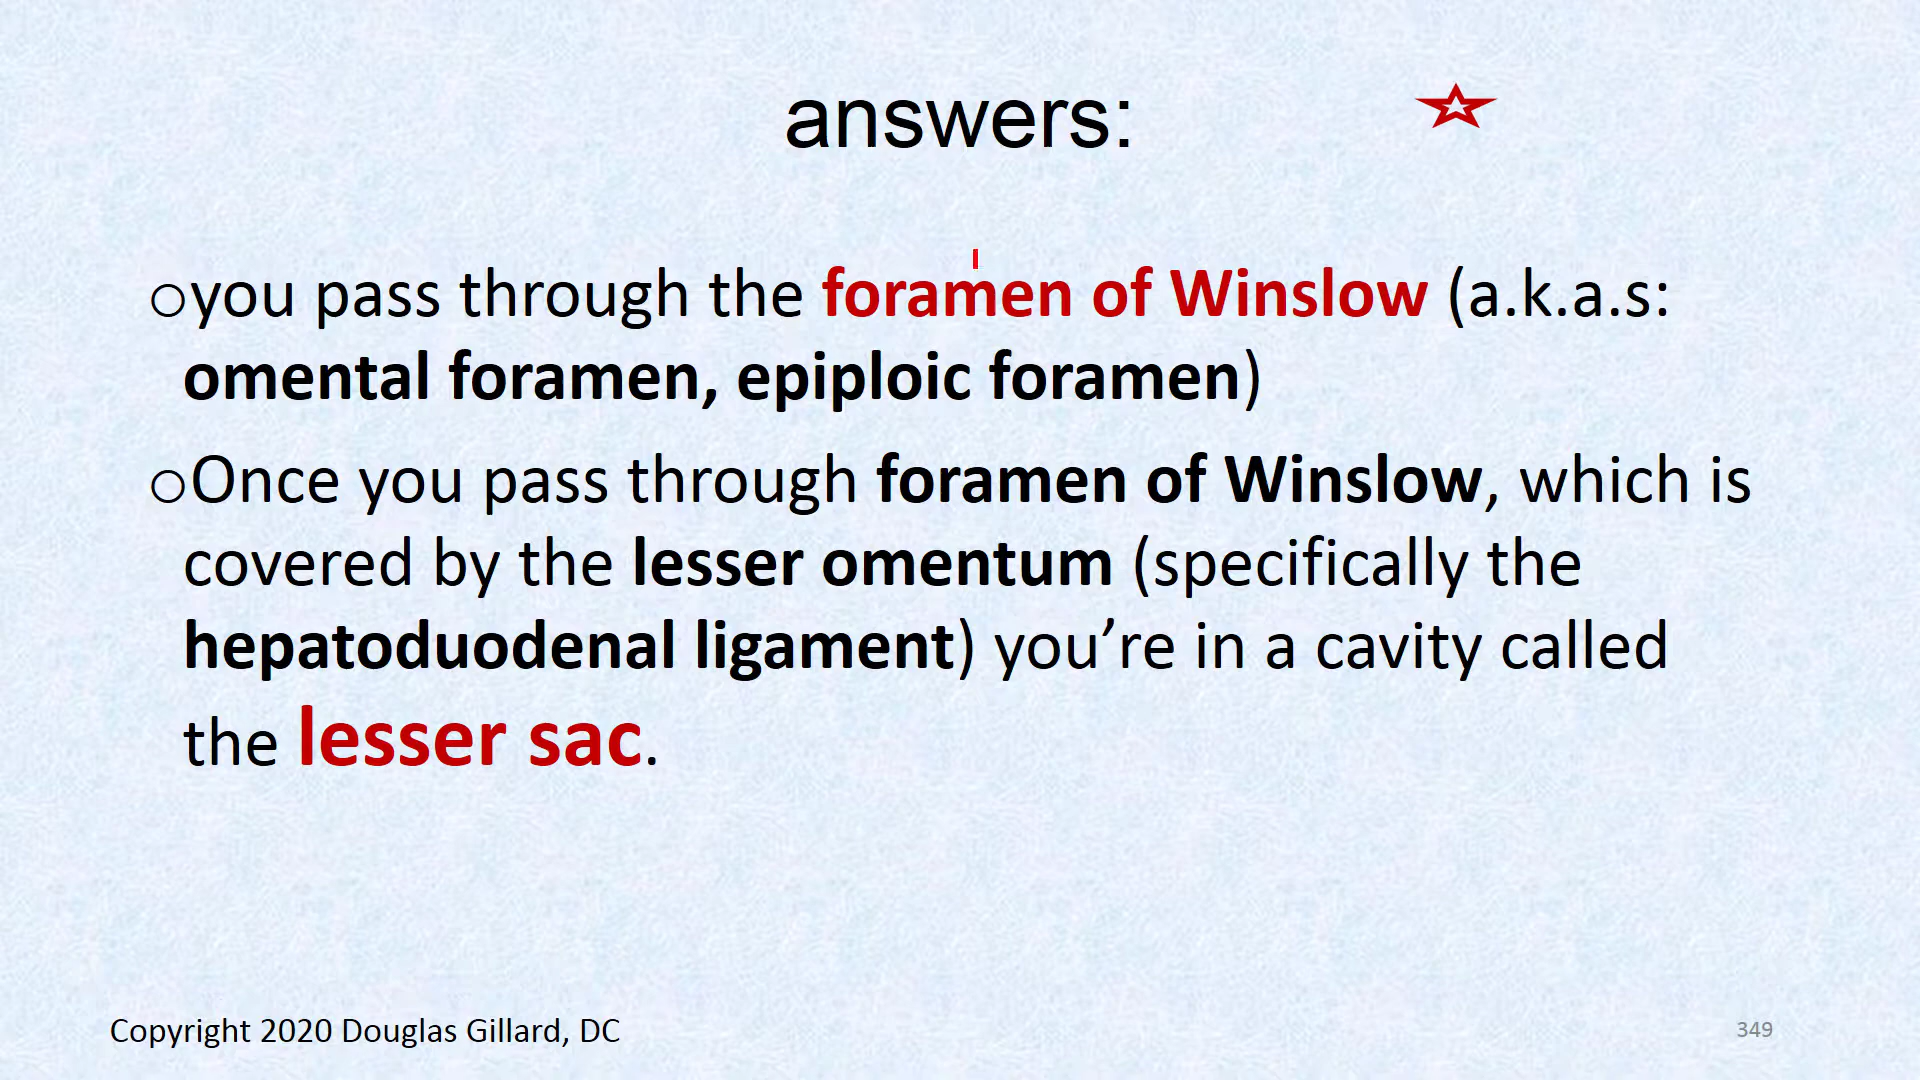 answers:
oyou pass through the foramen of Winslow (a.k.a.s:
omental foramen, epiploic foramen)
oOnce you pass through foramen of Winslow, which is
covered by the lesser omentum (specifically the
hepatoduodenal ligament) you’re in a cavity called
the lesser sac.
Copyright 2020 Douglas Gillard, DC
349